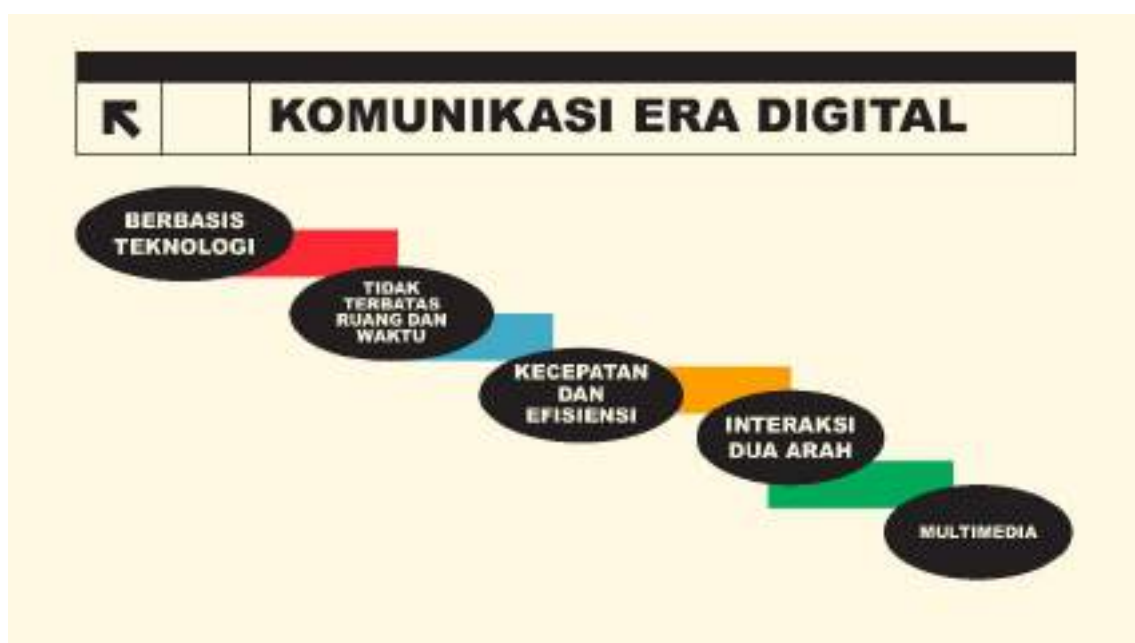 KOMUNIKASI ERA DIGITAL
BERBASIS
TEKNOLOGI
TIDAK
TERBATAS
RUANG DAN
WAKTU
KECEPATAN
DAN
EFISIENSI
INTERAKSI
DUA ARAH
MULTIMEDIA